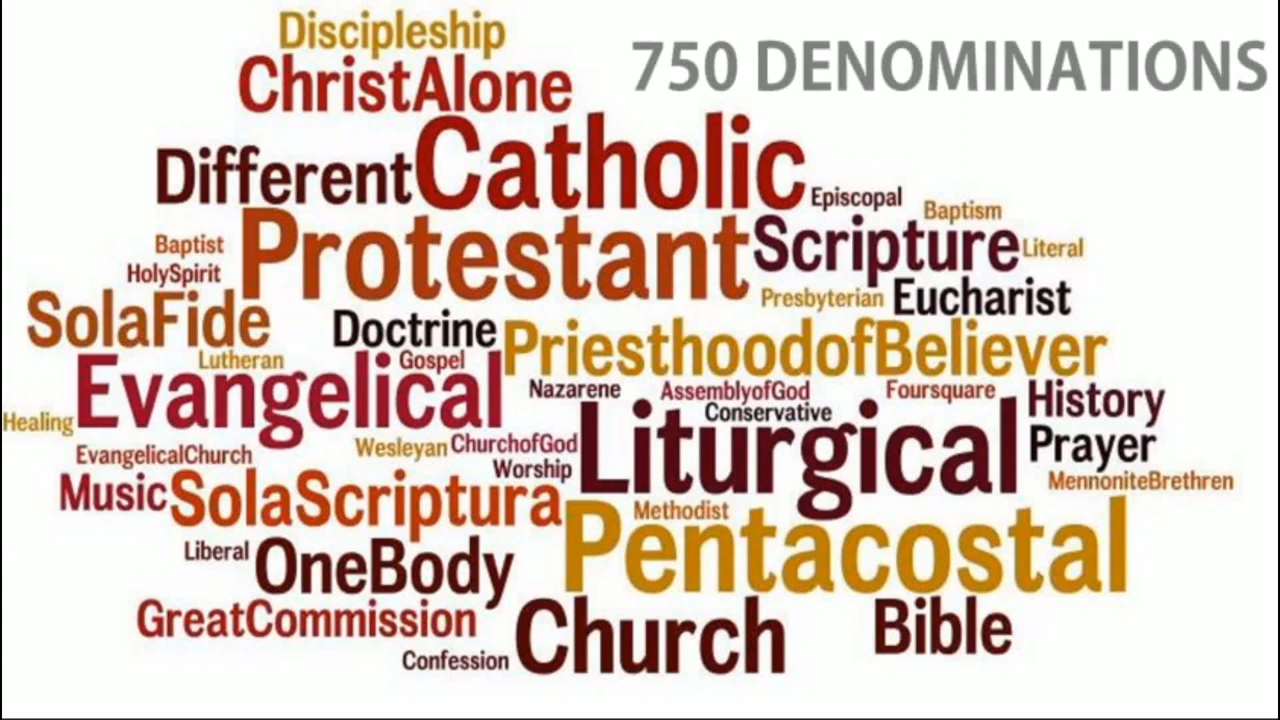 Discipleship
750 DENOMINATIONS
ChristAlone
Catholic
Different
Episcopal
Baptism
Protestant
Scripture
Baptist
Literal
HolySpirit
Presbyterian
Eucharist
SolaFide
Doctrine
PriesthoodofBeliever
Lutheran
Gospel
Evangelical
Nazarene
AssemblyofGod
Foursquare
History
Conservative
Healing
Liturgical
Wesleyan
ChurchofGod
Prayer
EvangelicalChurch
Worship
MennoniteBrethren
Music
SolaScriptura
Methodist
Pentacostal
Liberal
OneBody
GreatCommission
Church
Bible
Confession